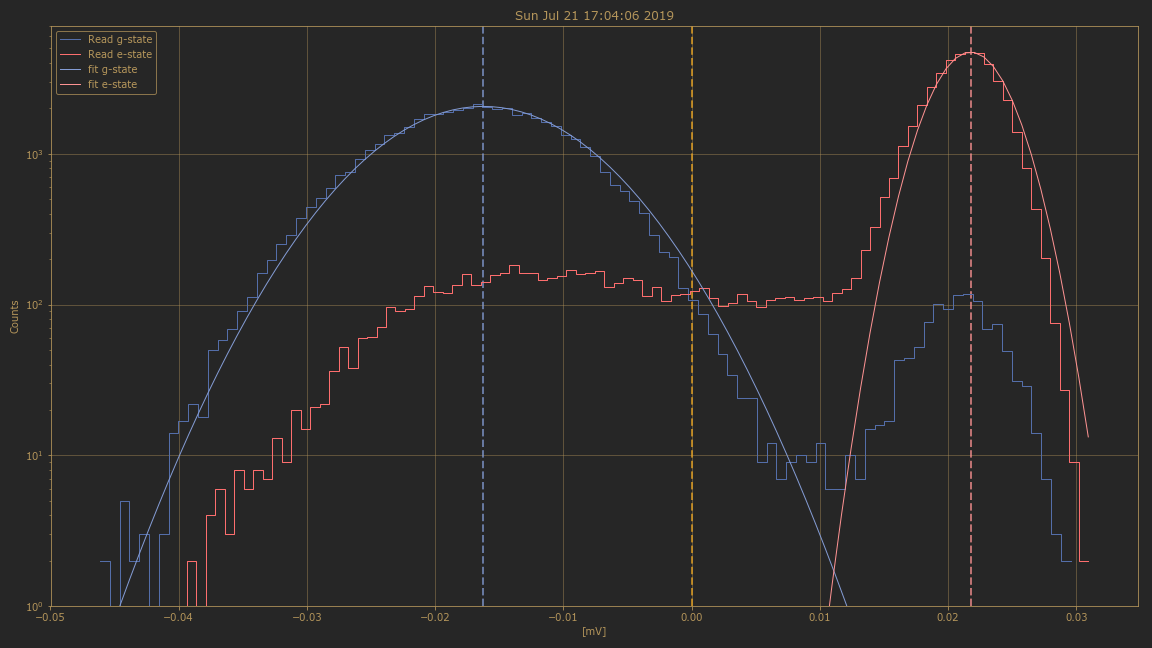 Sun Jul 21 17:04:06 2019
Read g-state
Read e-state
fit g-state
fit e-state
Counts
10³
10²
10¹
10⁰
−0.05 −0.04 −0.03 −0.02 −0.01 0.00 0.01 0.02 0.03
[mV]